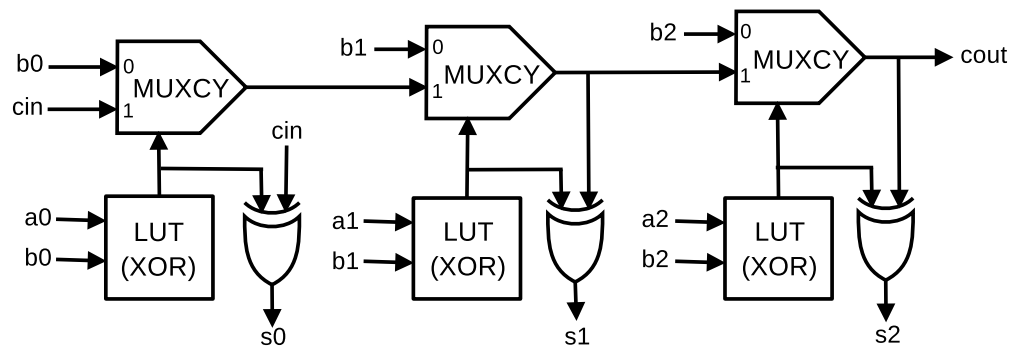 b0
0
MUXCY
cin
1
b1
0
MUXCY
1
b2
0
MUXCY
1
cout
cin
a0
LUT
b0
(XOR)
s0
a1
LUT
b1
(XOR)
s1
a2
LUT
b2
(XOR)
s2